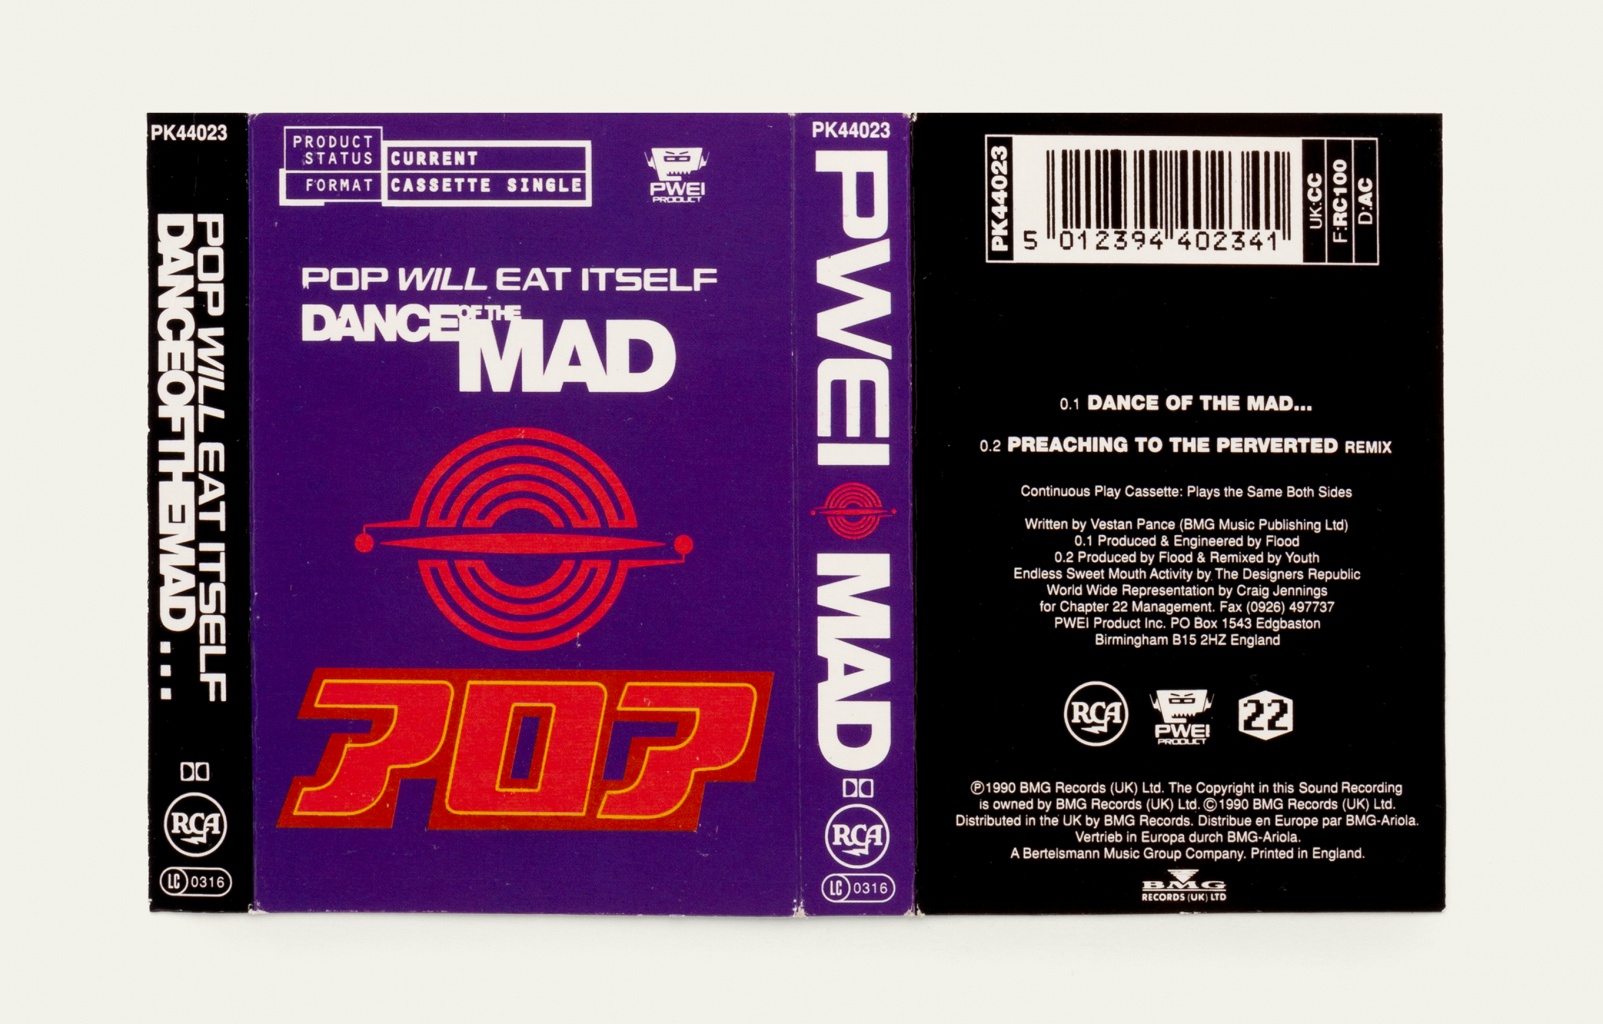 PK44023
POP WILL EAT ITSELF
DANCEOFTHEMAD...
RCA
LC 0316
PRODUCT STATUS CURRENT
FORMAT CASSETTE SINGLE
PWEI
PRODUCT
POP WILL EAT ITSELF
DANCE OF THE
MAD
POP
PK44023
PWEI MAD
RCA
LC 0316
PK44023
5 012394 402341
UK:CC
F:RC100
D:AC
0.1 DANCE OF THE MAD...
0.2 PREACHING TO THE PERVERTED REMIX
Continuous Play Cassette: Plays the Same Both Sides
Written by Vestan Pance (BMG Music Publishing Ltd)
0.1 Produced & Engineered by Flood
0.2 Produced by Flood & Remixed by Youth
Endless Sweet Mouth Activity by The Designers Republic
World Wide Representation by Craig Jennings
for Chapter 22 Management. Fax (0926) 497737
PWEI Product Inc. PO Box 1543 Edgbaston
Birmingham B15 2HZ England
RCA
PWEI
PRODUCT
22
Ⓟ1990 BMG Records (UK) Ltd. The Copyright in this Sound Recording
is owned by BMG Records (UK) Ltd. ©1990 BMG Records (UK) Ltd.
Distributed in the UK by BMG Records. Distribue en Europe par BMG-Ariola.
Vertrieb in Europa durch BMG-Ariola.
A Bertelsmann Music Group Company. Printed in England.
BMG
RECORDS (UK) LTD